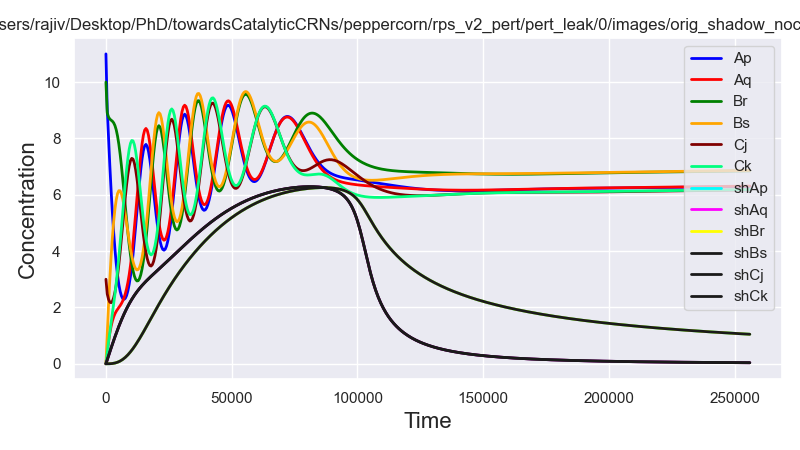 sers/rajiv/Desktop/PhD/towardsCatalyticCRNs/peppercorn/rps_v2_pert/pert_leak/0/images/orig_shadow_noc
Concentration
10
8
6
4
2
0
0
50000
100000
150000
200000
250000
Time
Ap
Aq
Br
Bs
Cj
Ck
shAp
shAq
shBr
shBs
shCj
shCk